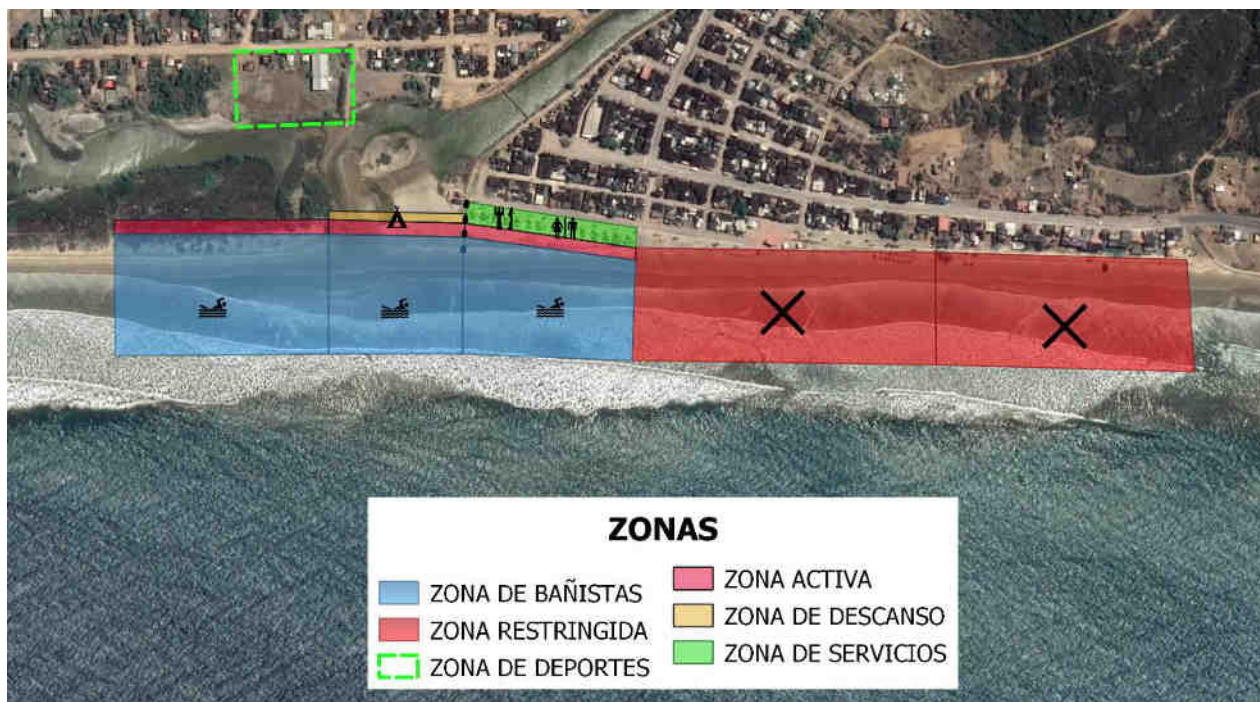 ZONAS
ZONA DE BAÑISTAS
ZONA RESTRINGIDA
ZONA DE DEPORTES
ZONA ACTIVA
ZONA DE DESCANSO
ZONA DE SERVICIOS